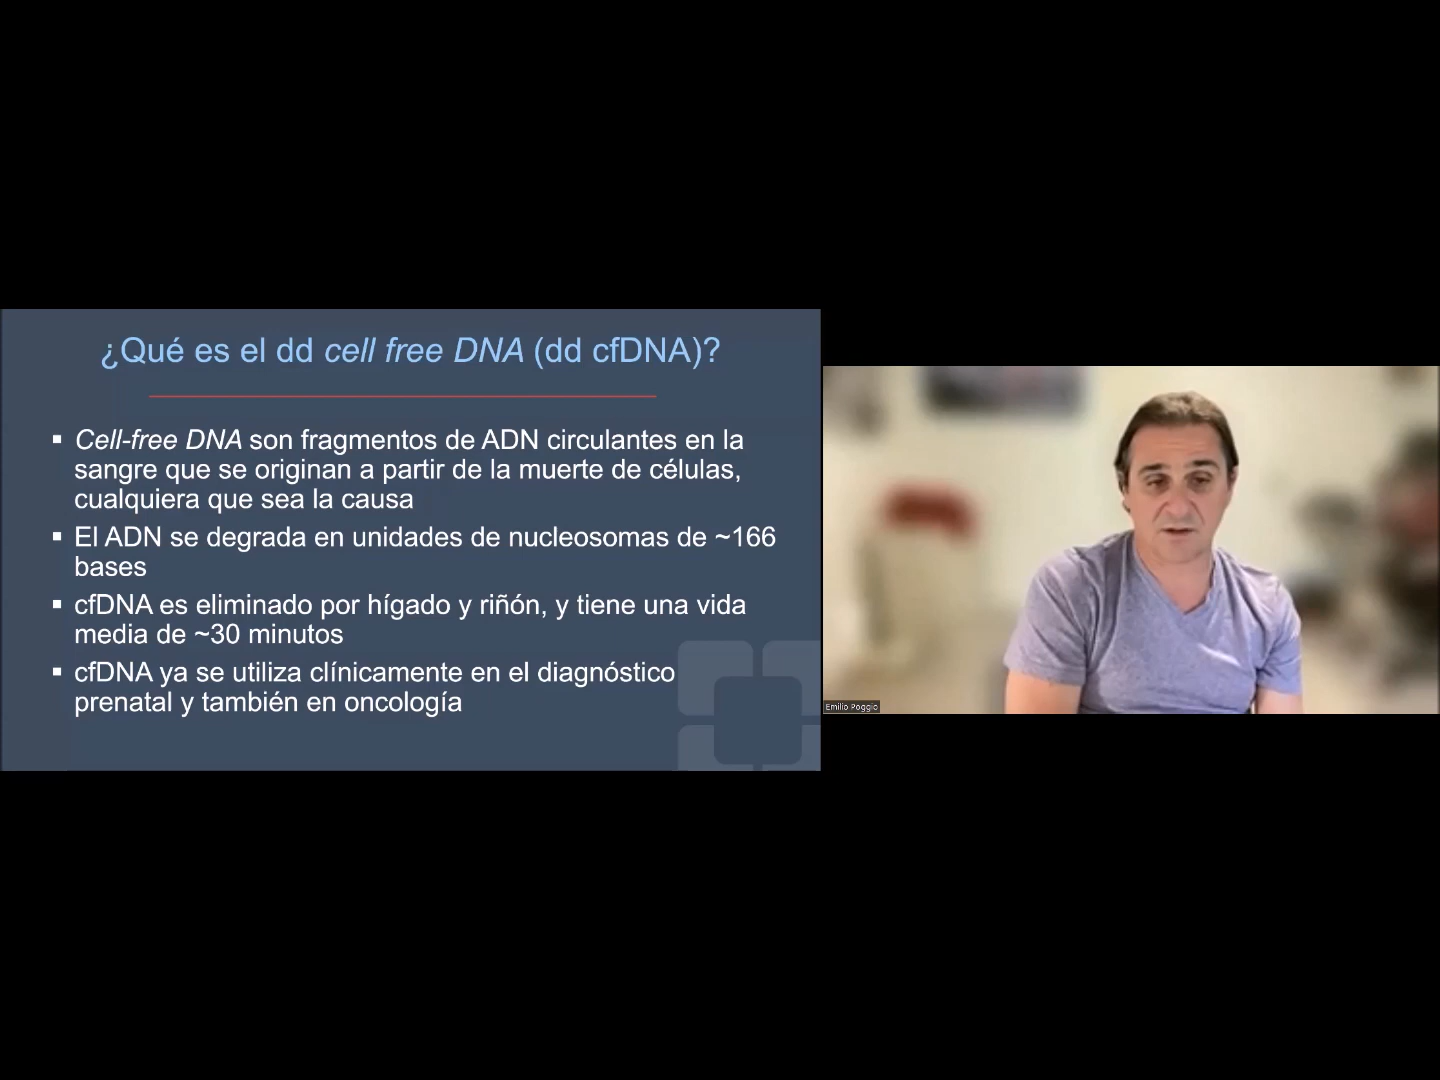 ¿Qué es el dd cell free DNA (dd cfDNA)?
▪ Cell-free DNA son fragmentos de ADN circulantes en la
sangre que se originan a partir de la muerte de células,
cualquiera que sea la causa
▪ El ADN se degrada en unidades de nucleosomas de ~166
bases
▪ cfDNA es eliminado por hígado y riñón, y tiene una vida
media de ~30 minutos
▪ cfDNA ya se utiliza clínicamente en el diagnóstico
prenatal y también en oncología
Emilio Poggio